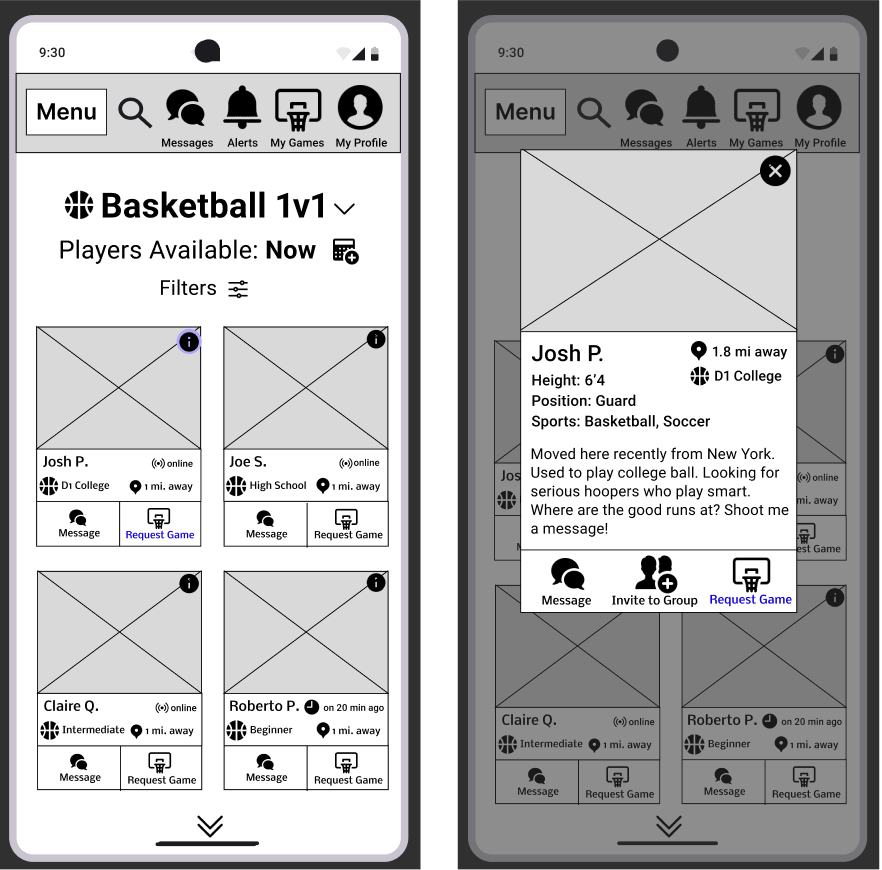 9:30
Menu
Messages
Alerts
My Games
My Profile
Basketball 1v1
Players Available: Now
Filters
Josh P.
online
D1 College
1 mi. away
Message
Request Game
Joe S.
online
High School
1 mi. away
Message
Request Game
Claire Q.
online
Intermediate
1 mi. away
Message
Request Game
Roberto P.
on 20 min ago
Beginner
1 mi. away
Message
Request Game
9:30
Menu
Messages
Alerts
My Games
My Profile
Josh P.
1.8 mi away
D1 College
Height: 6’4
Position: Guard
Sports: Basketball, Soccer
Moved here recently from New York.
Used to play college ball. Looking for
serious hoopers who play smart.
Where are the good runs at? Shoot me
a message!
Message
Invite to Group
Request Game
online
mi. away
Game
Claire Q.
online
Intermediate
1 mi. away
Message
Request Game
Roberto P.
on 20 min ago
Beginner
1 mi. away
Message
Request Game